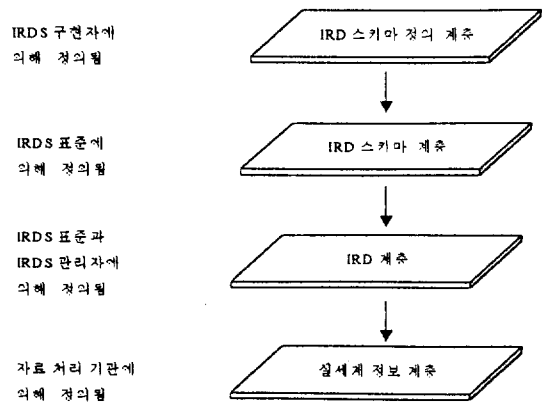 IRDS 구현자에
의해 정의됨
IRD 스키마 정의 계층
IRDS 표준에
의해 정의됨
IRD 스키마 계층
IRDS 표준과
IRDS 관리자에
의해 정의됨
IRD 계층
자료 처리 기관에
의해 정의됨
실세계 정보 계층